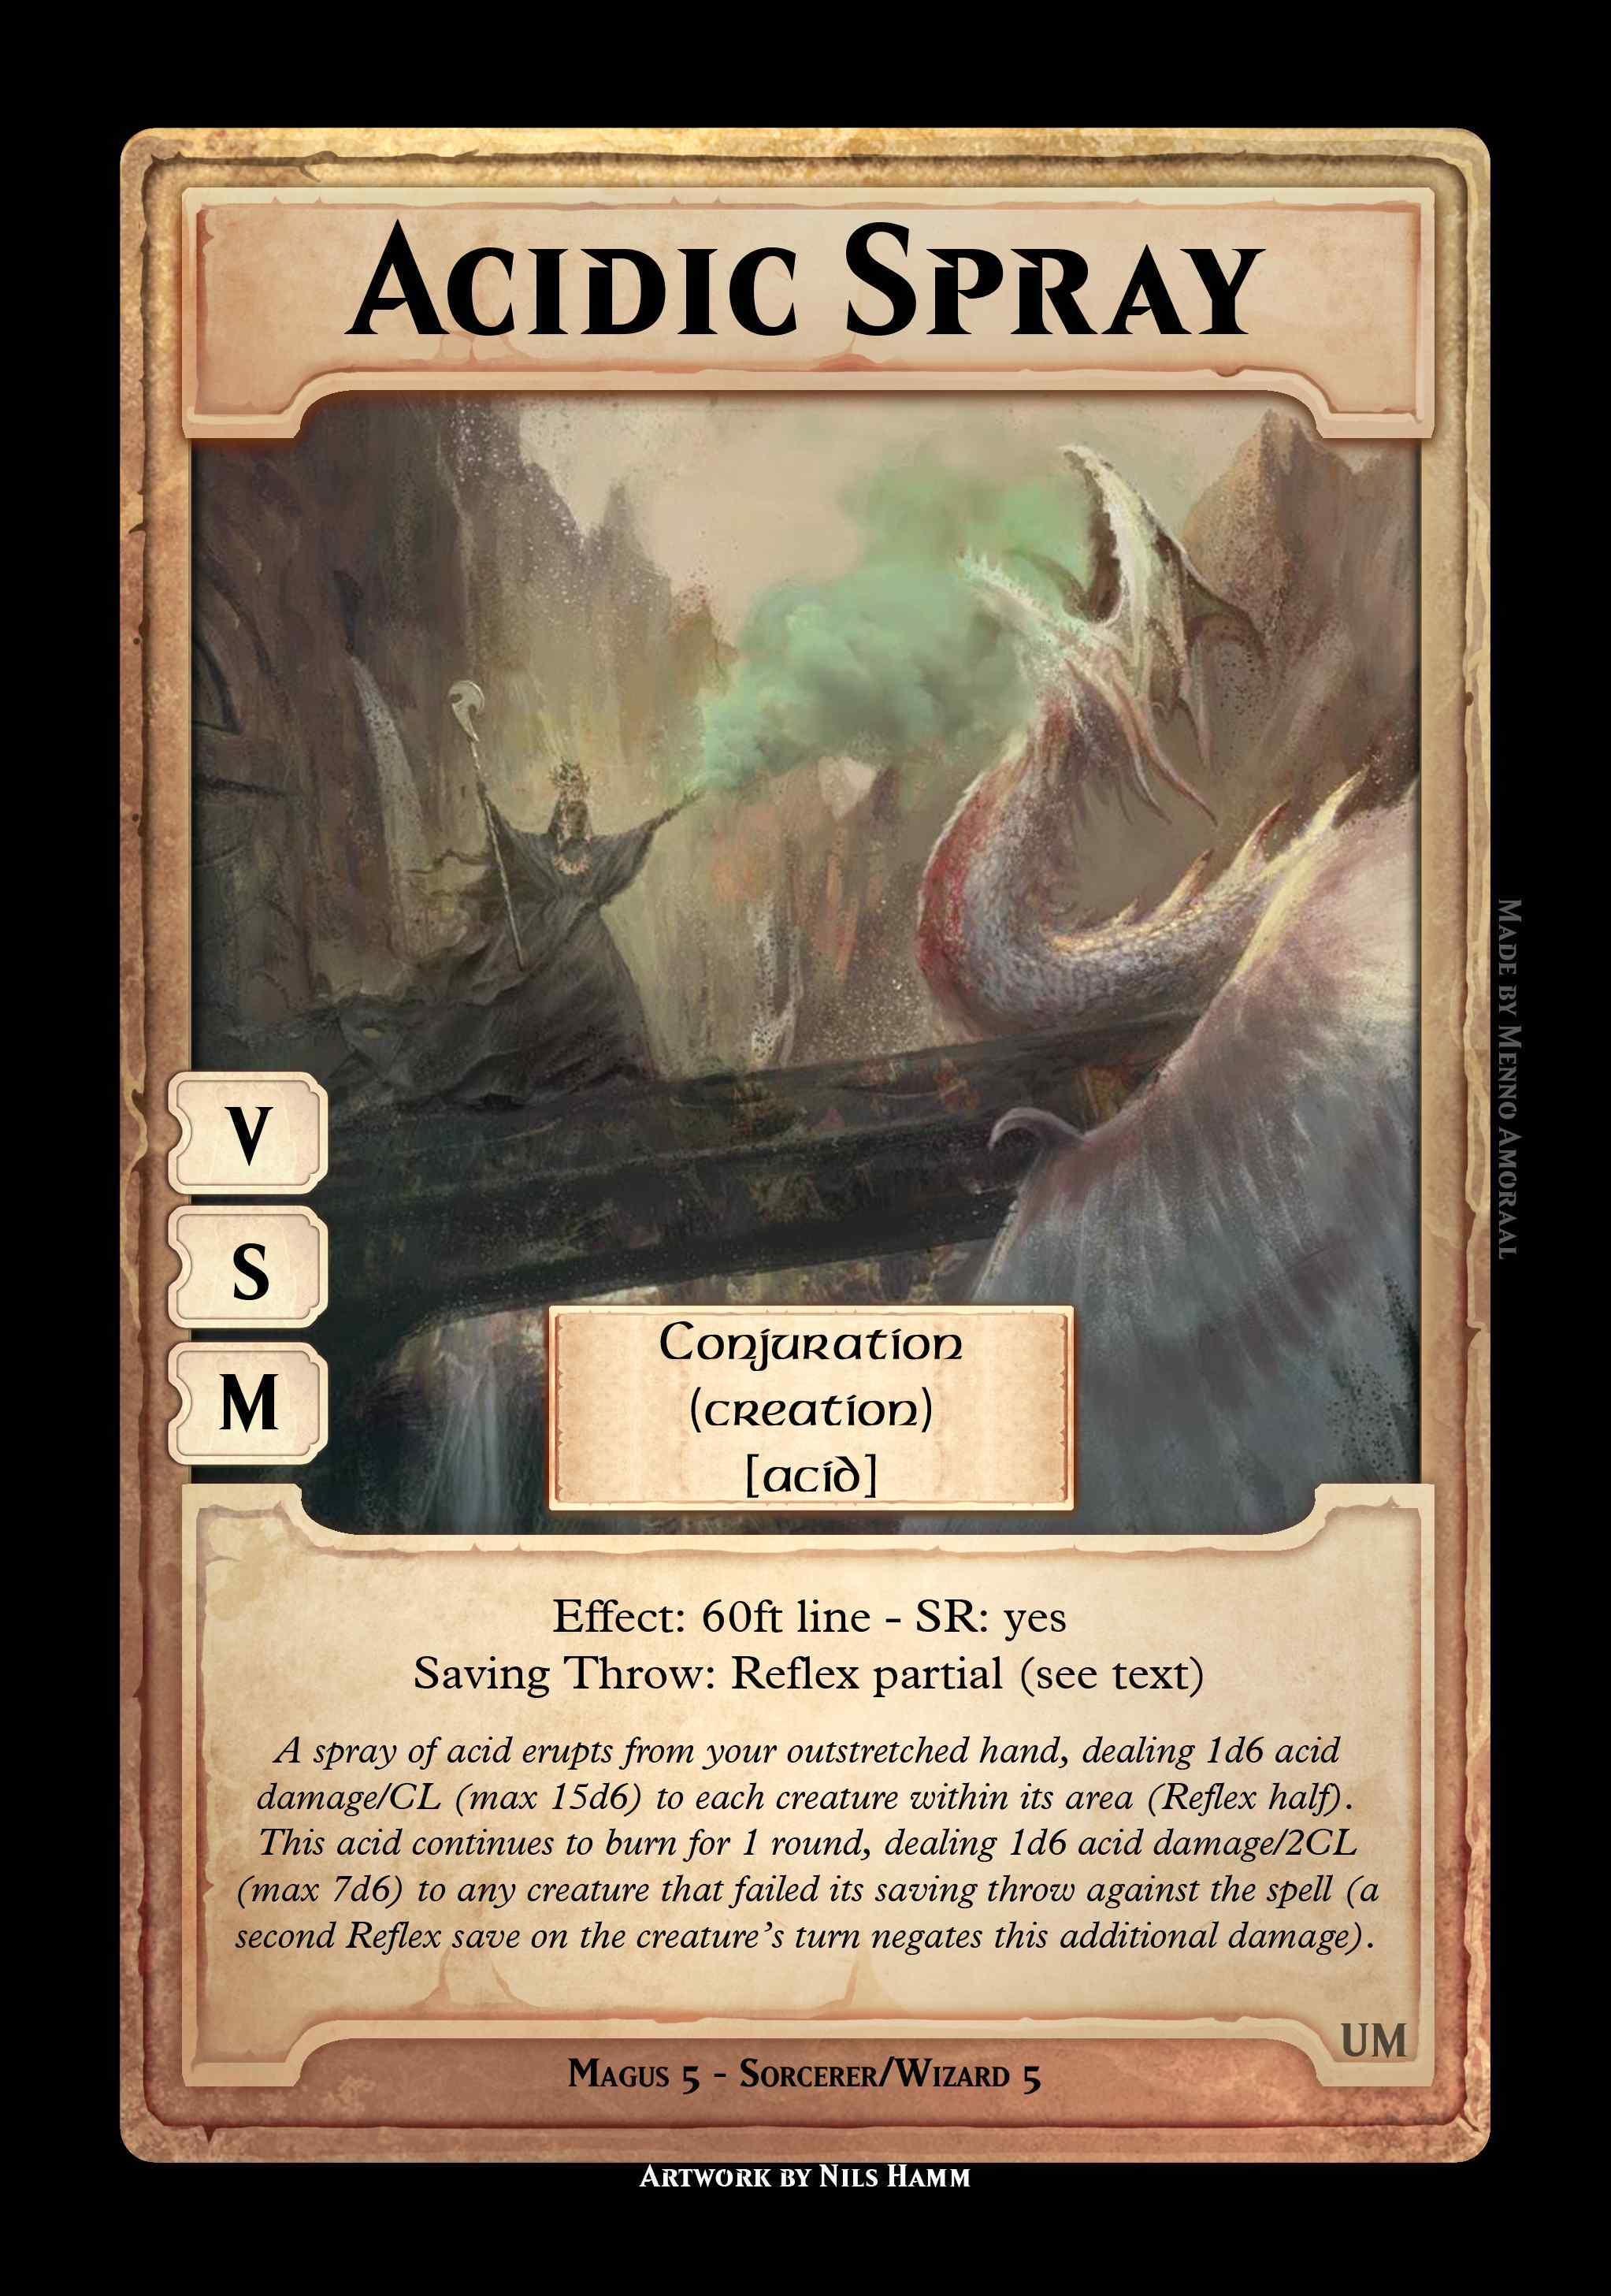 Acidic Spray
V
S
M
Conjuration
(creation)
[acid]
Effect: 60ft line - SR: yes
Saving Throw: Reflex partial (see text)
A spray of acid erupts from your outstretched hand, dealing 1d6 acid
damage/CL (max 15d6) to each creature within its area (Reflex half).
This acid continues to burn for 1 round, dealing 1d6 acid damage/2CL
(max 7d6) to any creature that failed its saving throw against the spell (a
second Reflex save on the creature's turn negates this additional damage).
UM
Magus 5 - Sorcerer/Wizard 5
Artwork by Nils Hamm
Made by Menno Amoraal